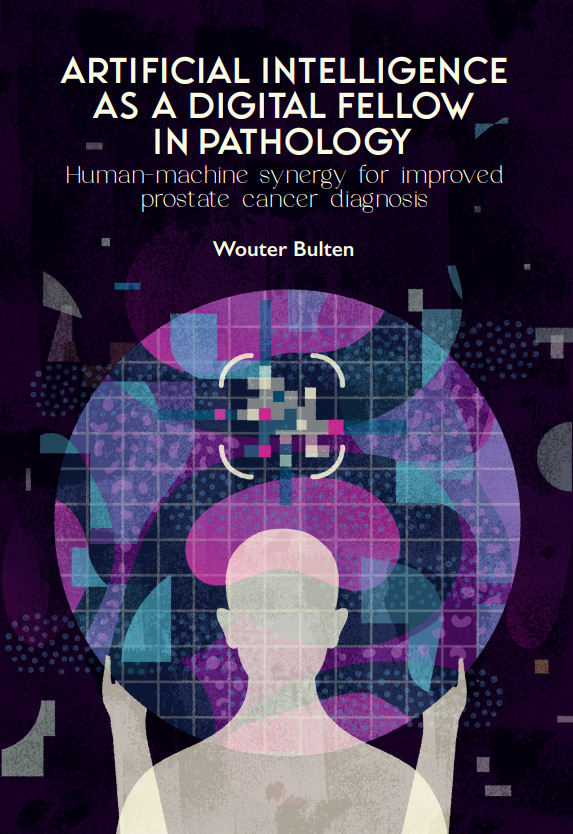 ARTIFICIAL INTELLIGENCE
AS A DIGITAL FELLOW
IN PATHOLOGY
Human-machine synergy for improved
prostate cancer diagnosis
Wouter Bulten